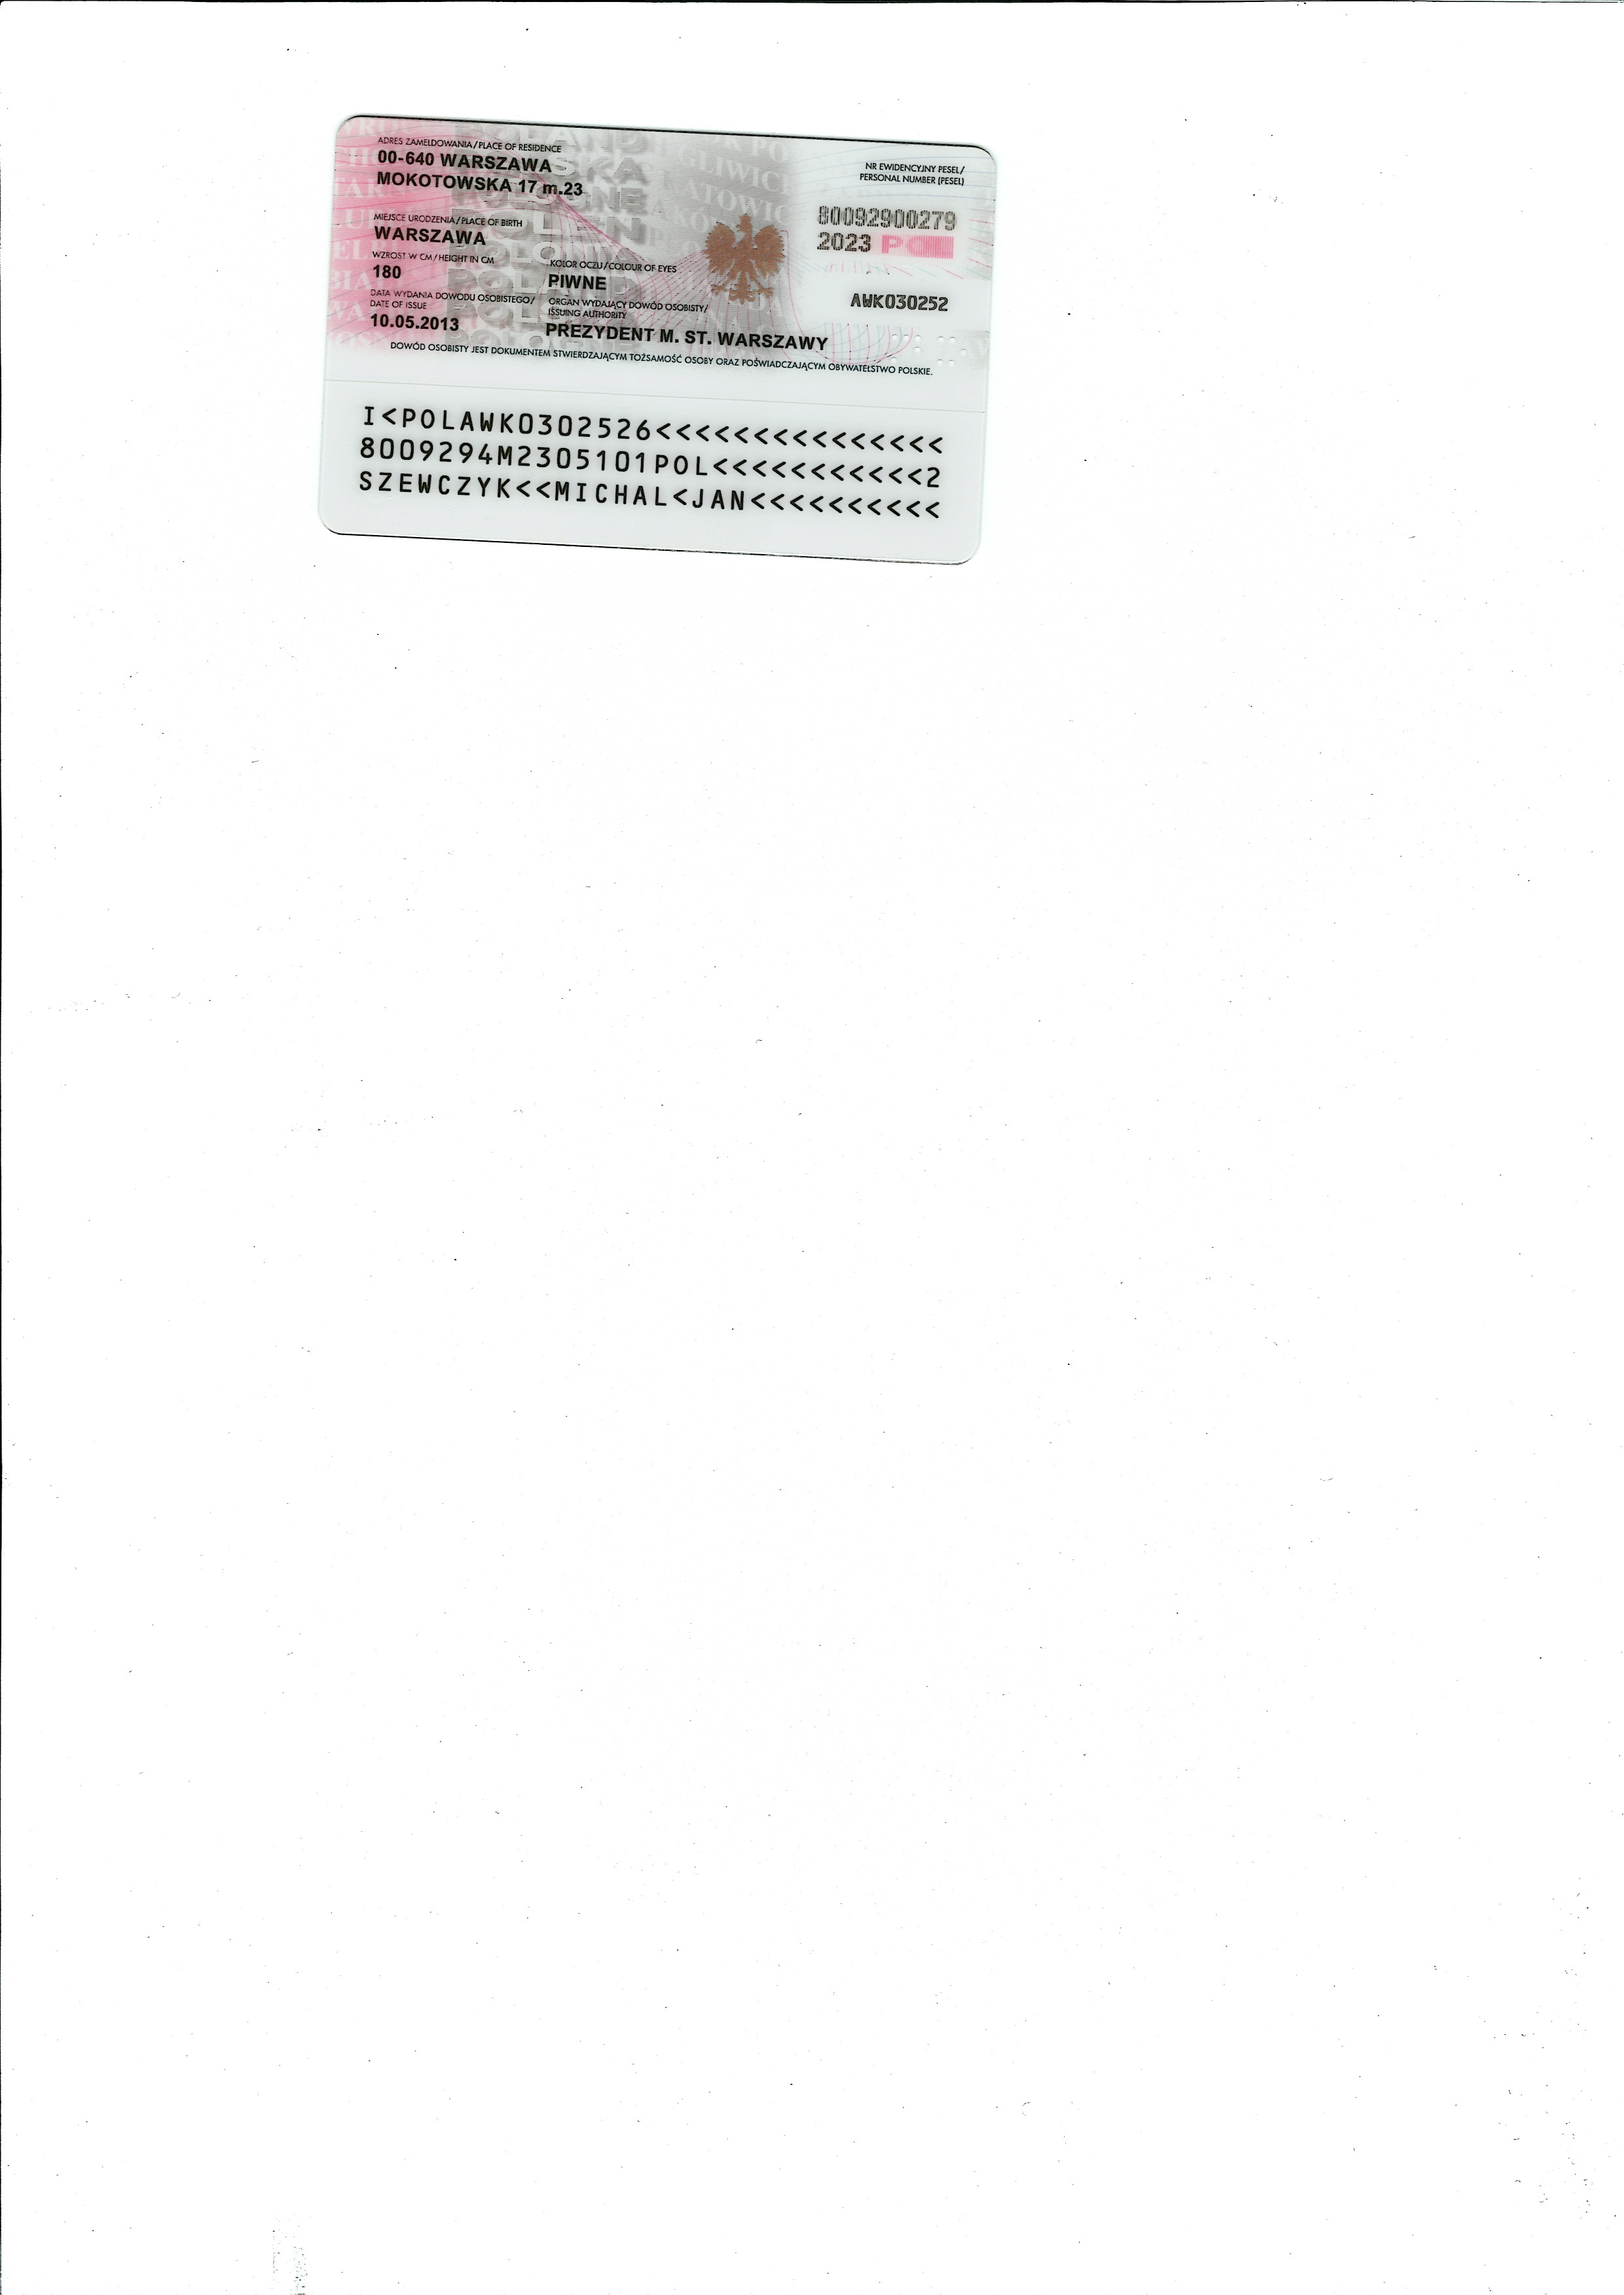 ADRES ZAMELDOWANIA/PLACE OF RESIDENCE
00-640 WARSZAWA
MOKOTOWSKA 17 m.23
NR EWIDENCYJNY PESEL/
PERSONAL NUMBER (PESEL)
80092900279
2023
MIEJSCE URODZENIA/PLACE OF BIRTH
WARSZAWA
WZROST W CM/HEIGHT IN CM
180
KOLOR OCZU/COLOUR OF EYES
PIWNE
AWK030252
DATA WYDANIA DOWODU OSOBISTEGO/
DATE OF ISSUE
10.05.2013
ORGAN WYDAJĄCY DOWÓD OSOBISTY/
ISSUING AUTHORITY
PREZYDENT M. ST. WARSZAWY
DOWÓD OSOBISTY JEST DOKUMENTEM STWIERDZAJĄCYM TOŻSAMOŚĆ OSOBY ORAZ POŚWIADCZAJĄCYM OBYWATELSTWO POLSKIE.
I<POLAWK0302526<<<<<<<<<<<<<<<
8009294M2305101POL<<<<<<<<<<<2
SZEWCZYK<<MICHAL<JAN<<<<<<<<<<